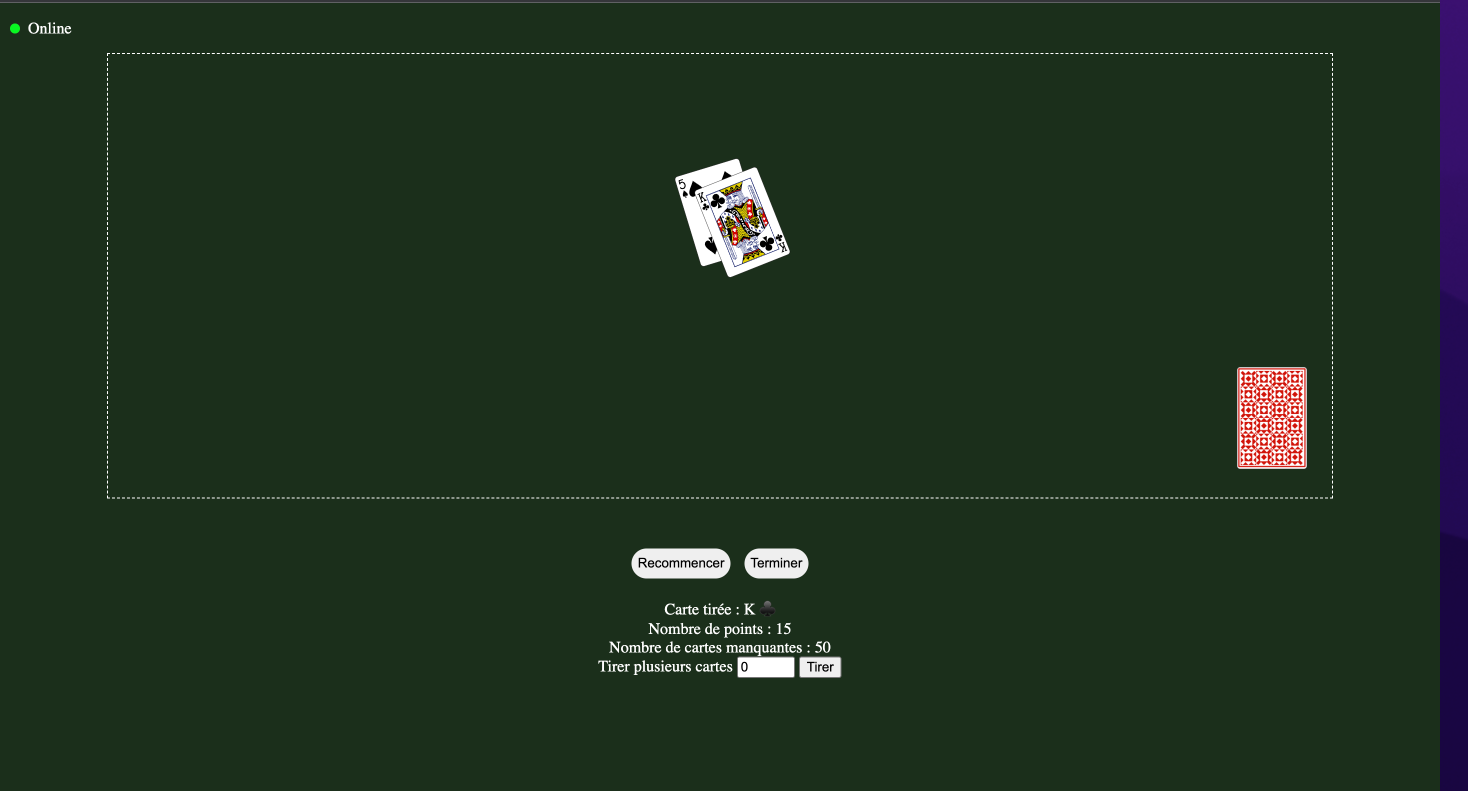 Online
5
K
K
Recommencer Terminer
Carte tirée : K ♣
Nombre de points : 15
Nombre de cartes manquantes : 50
Tirer plusieurs cartes 0 Tirer